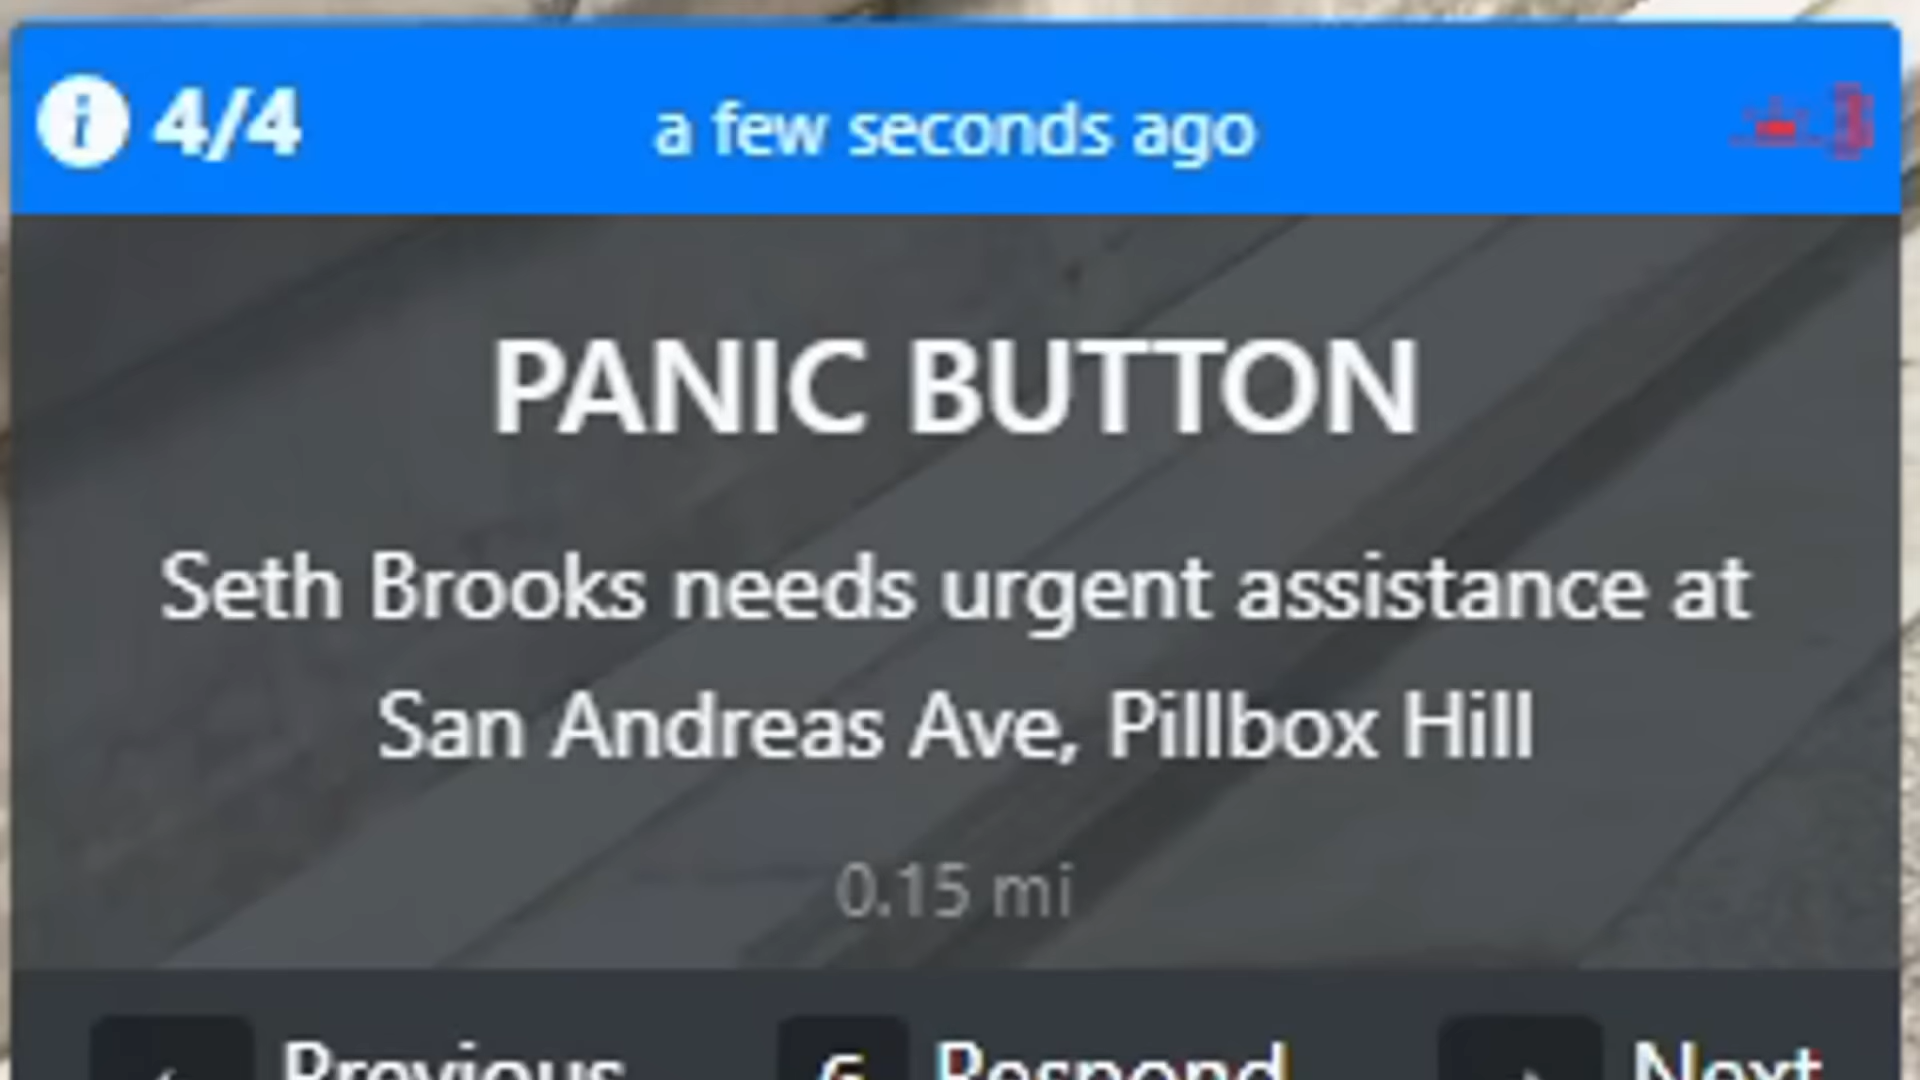 i 4/4 a few seconds ago
PANIC BUTTON
Seth Brooks needs urgent assistance at
San Andreas Ave, Pillbox Hill
0.15 mi
Previous G Respond Next